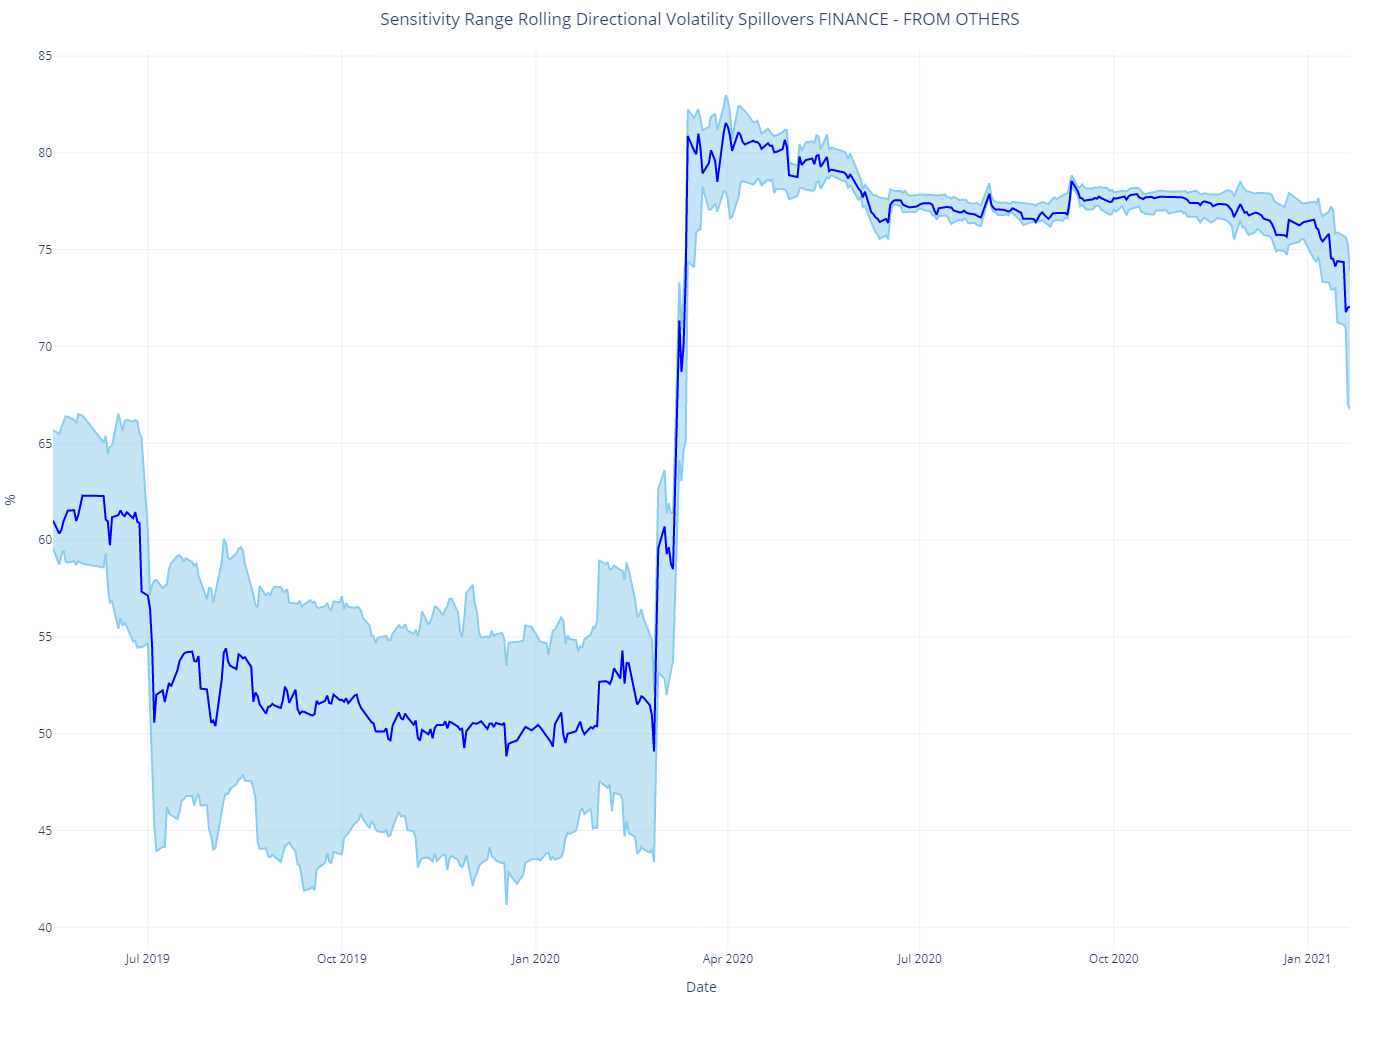 Sensitivity Range Rolling Directional Volatility Spillovers FINANCE - FROM OTHERS
85
80
75
70
65
60
55
50
45
40
%
Jul 2019
Oct 2019
Jan 2020
Apr 2020
Jul 2020
Oct 2020
Jan 2021
Date